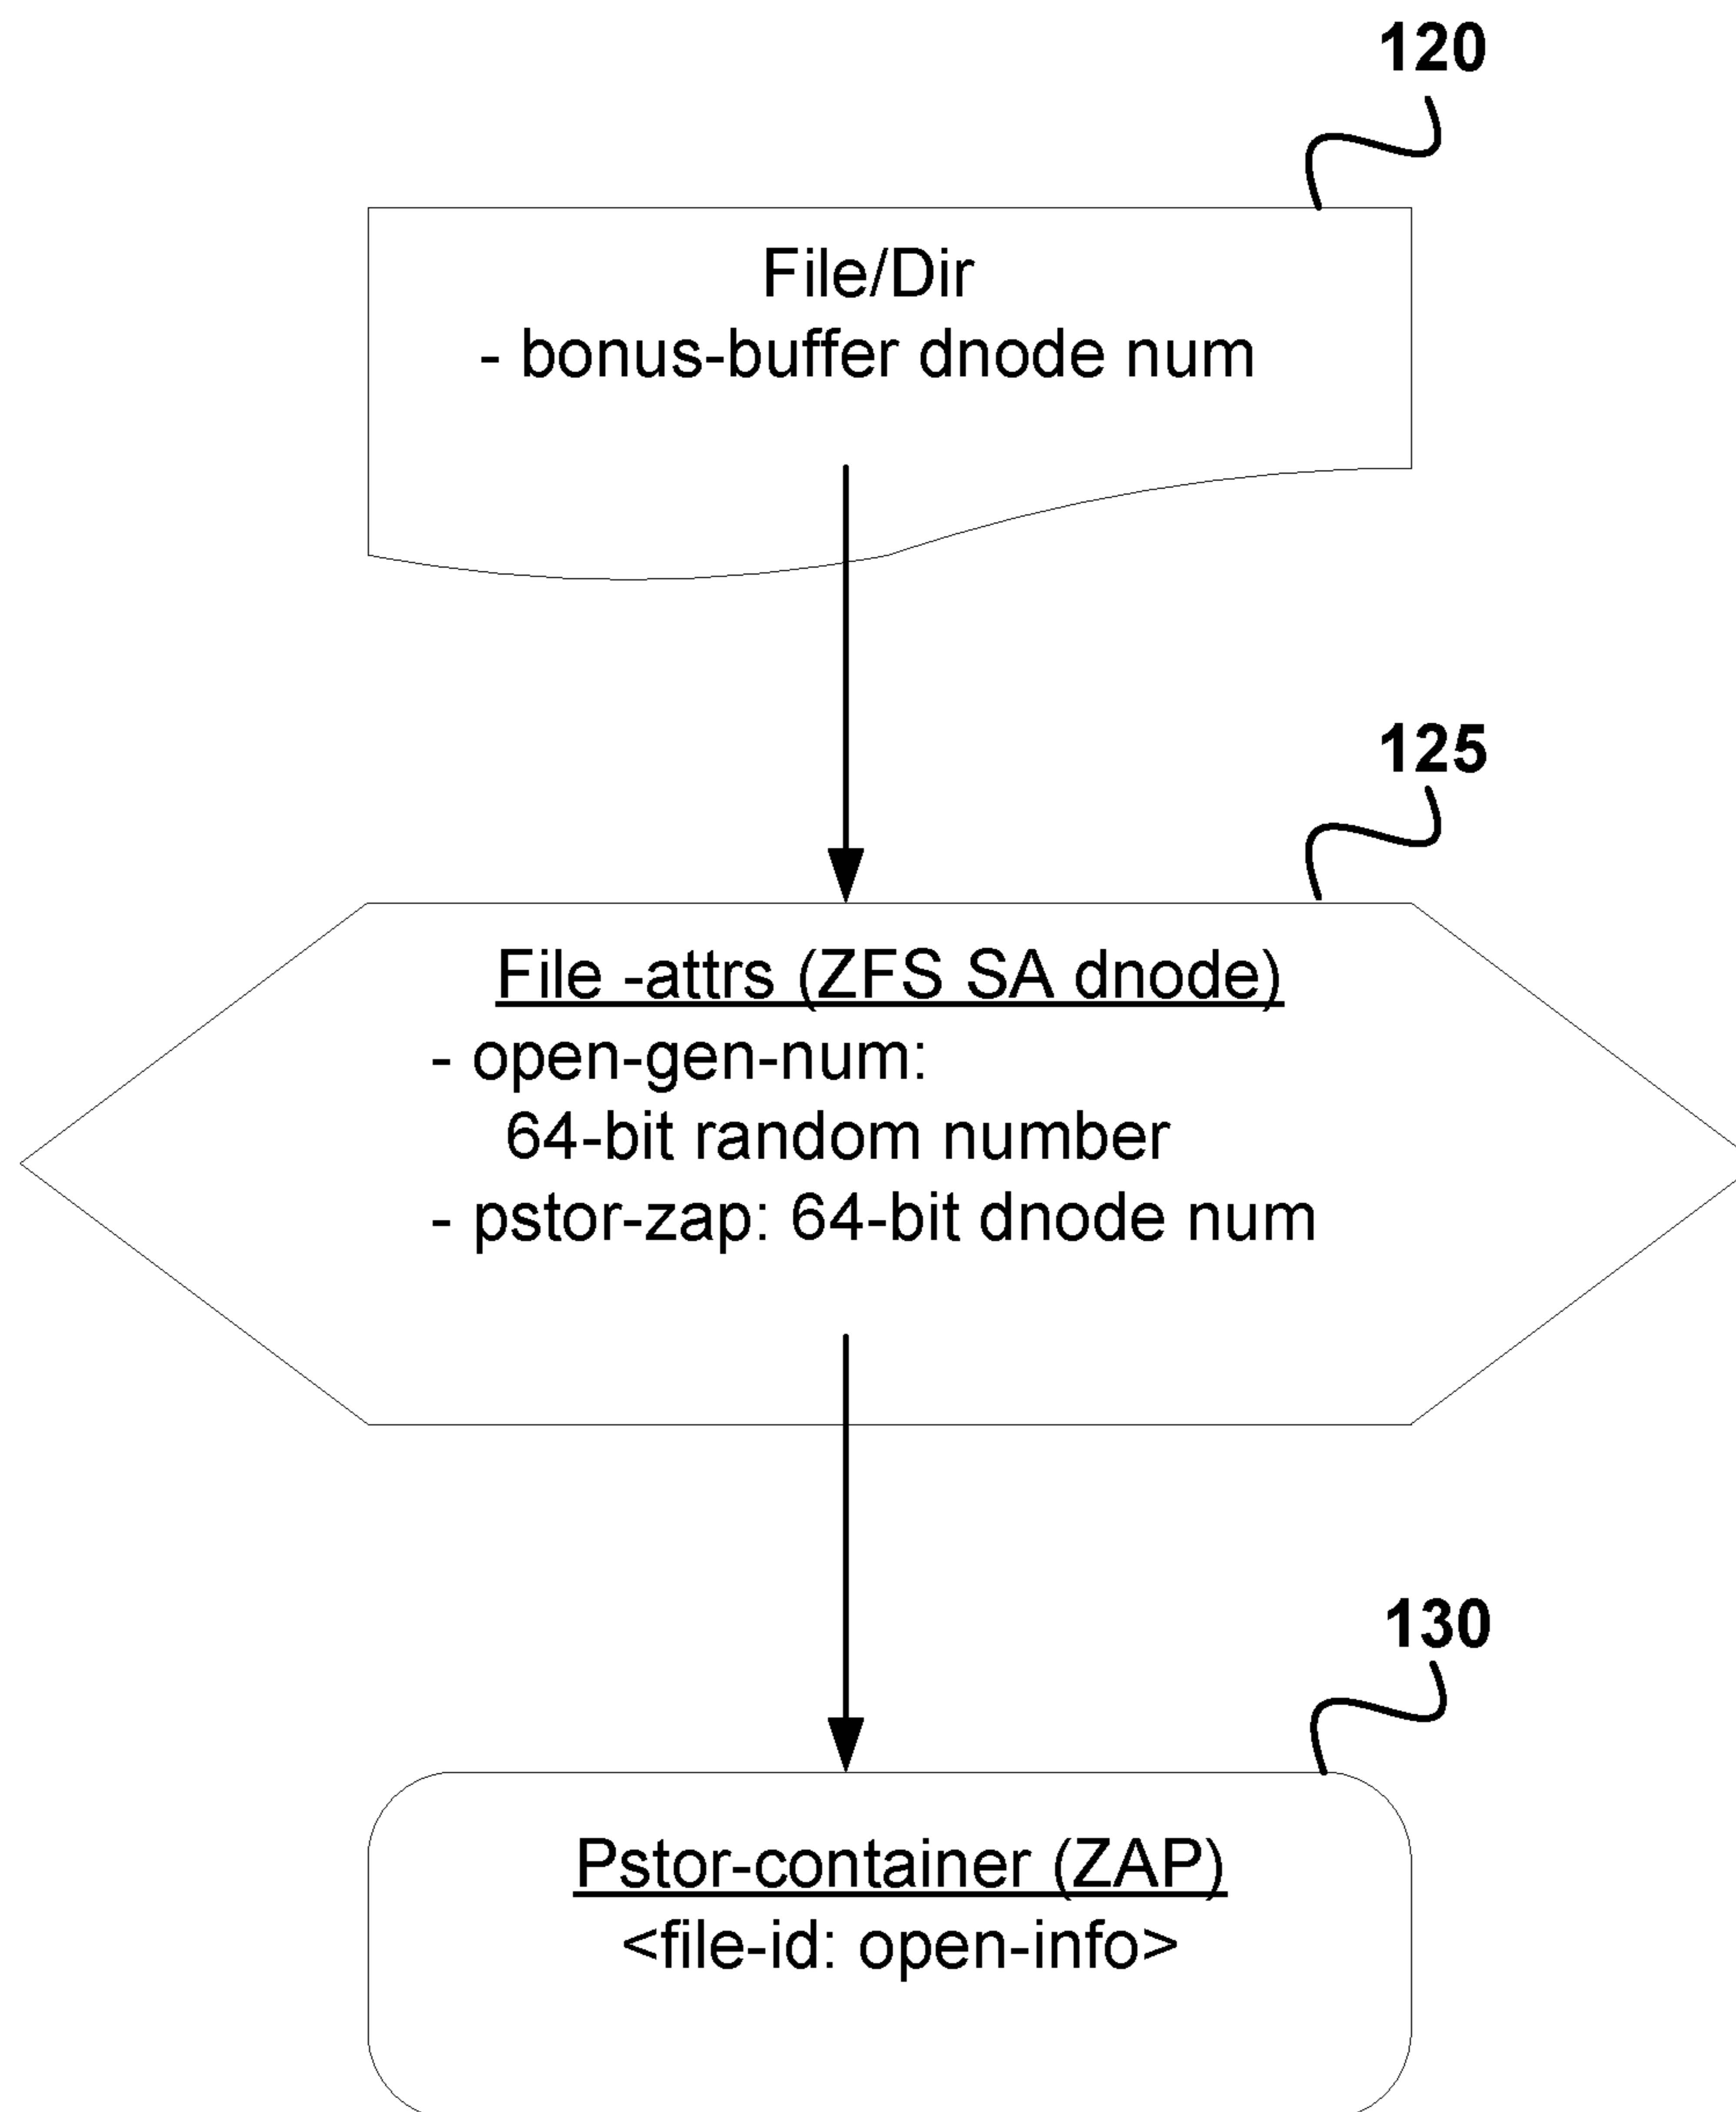 120
File/Dir
- bonus-buffer dnode num
125
File -attrs (ZFS SA dnode)
- open-gen-num:
64-bit random number
- pstor-zap: 64-bit dnode num
130
Pstor-container (ZAP)
<file-id: open-info>